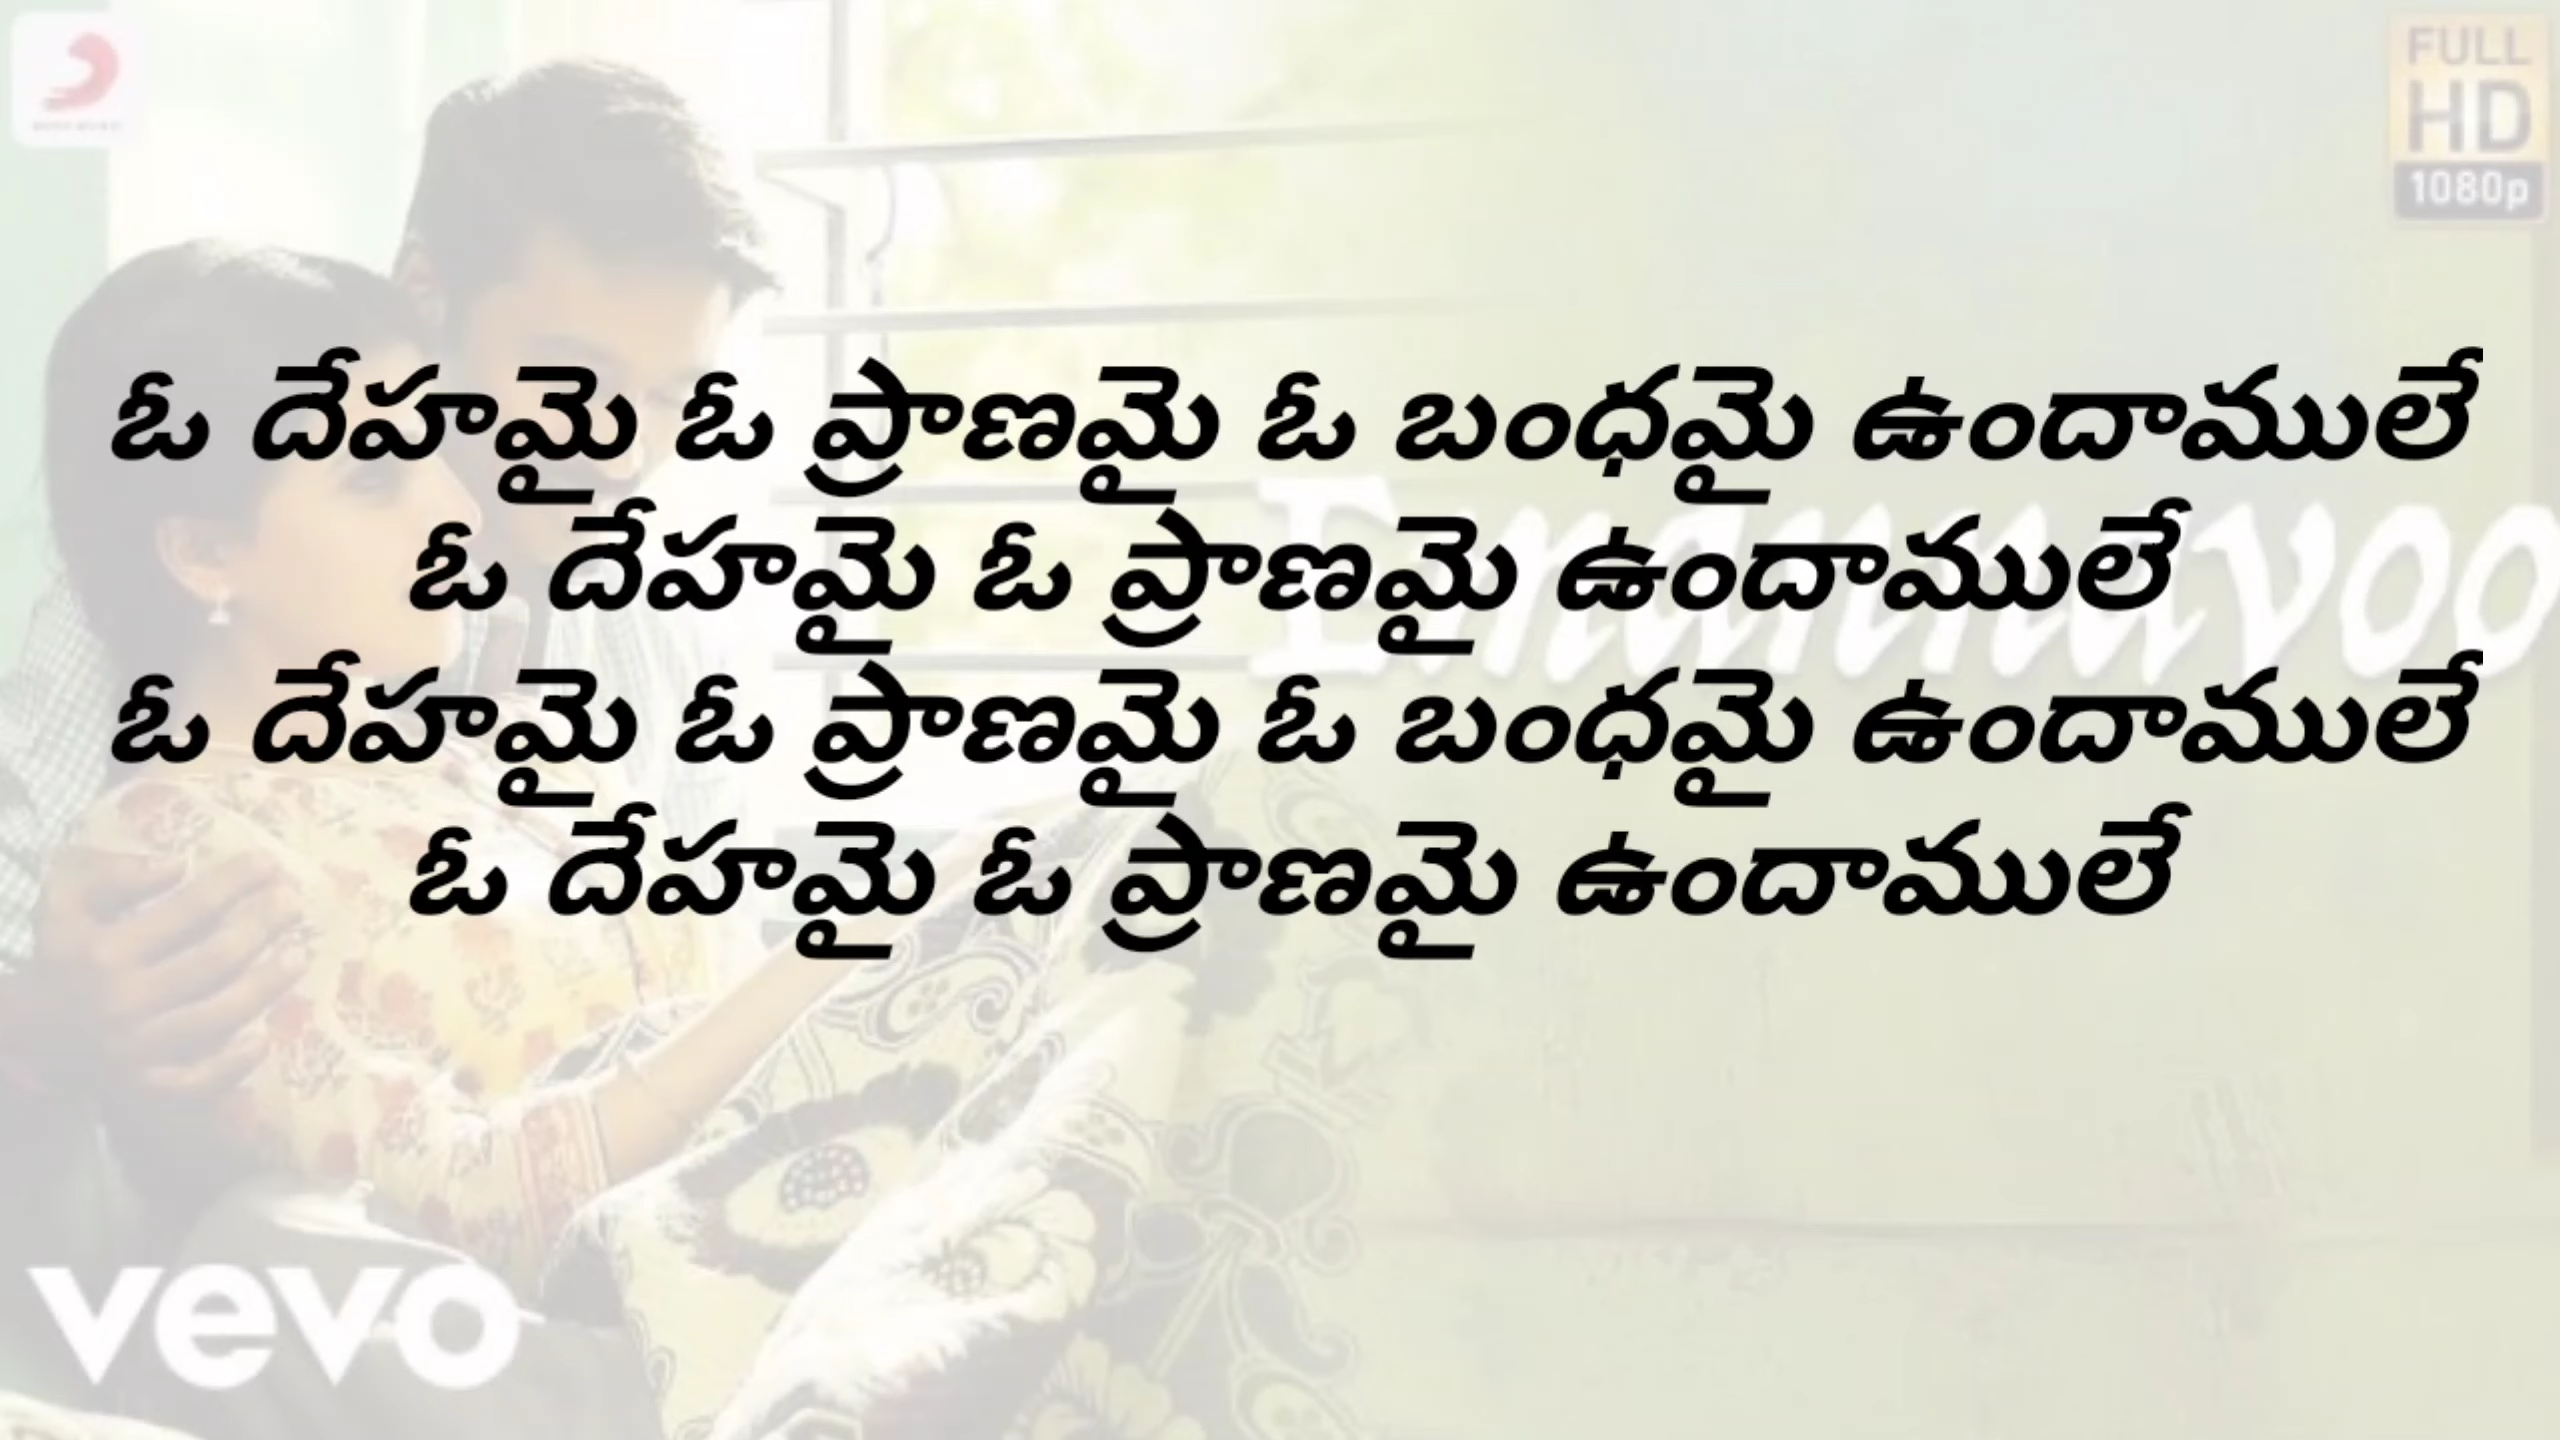 FULL
HD
1080p
ఓ దేహమై ఓ ప్రాణమై ఓ బంధమై ఉందాములే
ఓ దేహమై ఓ ప్రాణమై ఉందాములే
ఓ దేహమై ఓ ప్రాణమై ఓ బంధమై ఉందాములే
ఓ దేహమై ఓ ప్రాణమై ఉందాములే
vevo